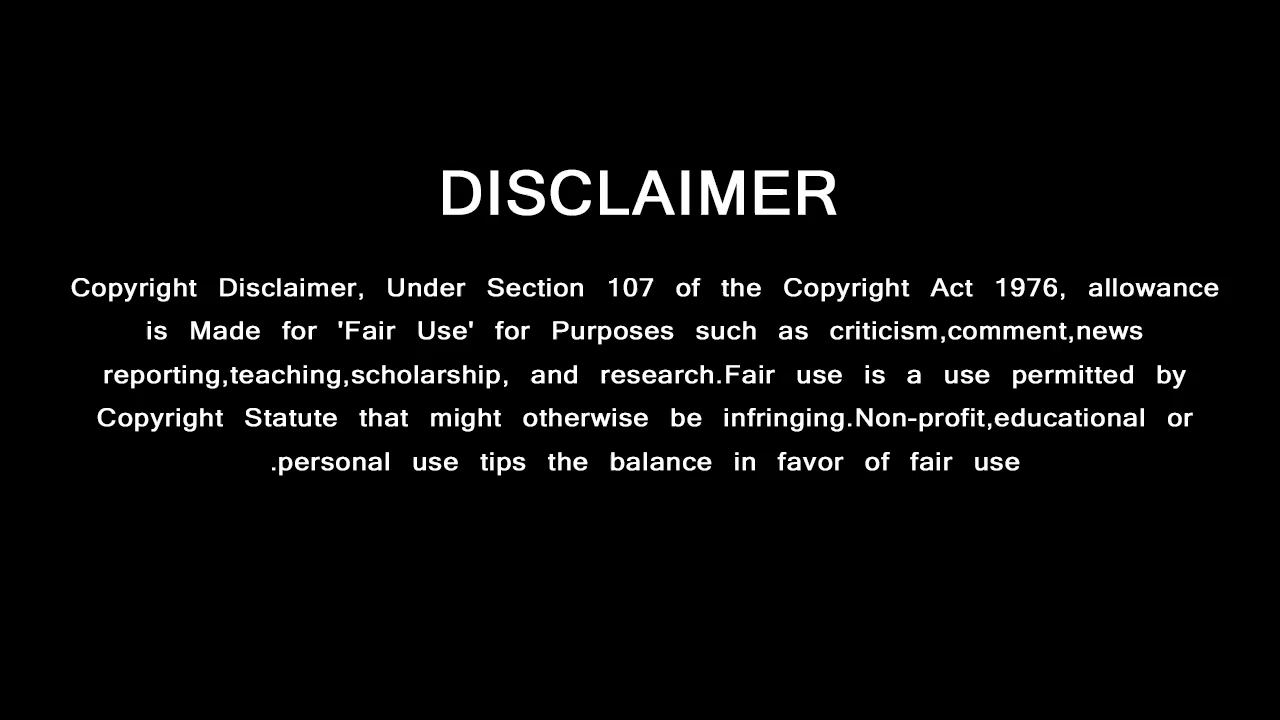 DISCLAIMER
Copyright Disclaimer, Under Section 107 of the Copyright Act 1976, allowance
is Made for 'Fair Use' for Purposes such as criticism,comment,news
reporting,teaching,scholarship, and research.Fair use is a use permitted by
Copyright Statute that might otherwise be infringing.Non-profit,educational or
.personal use tips the balance in favor of fair use